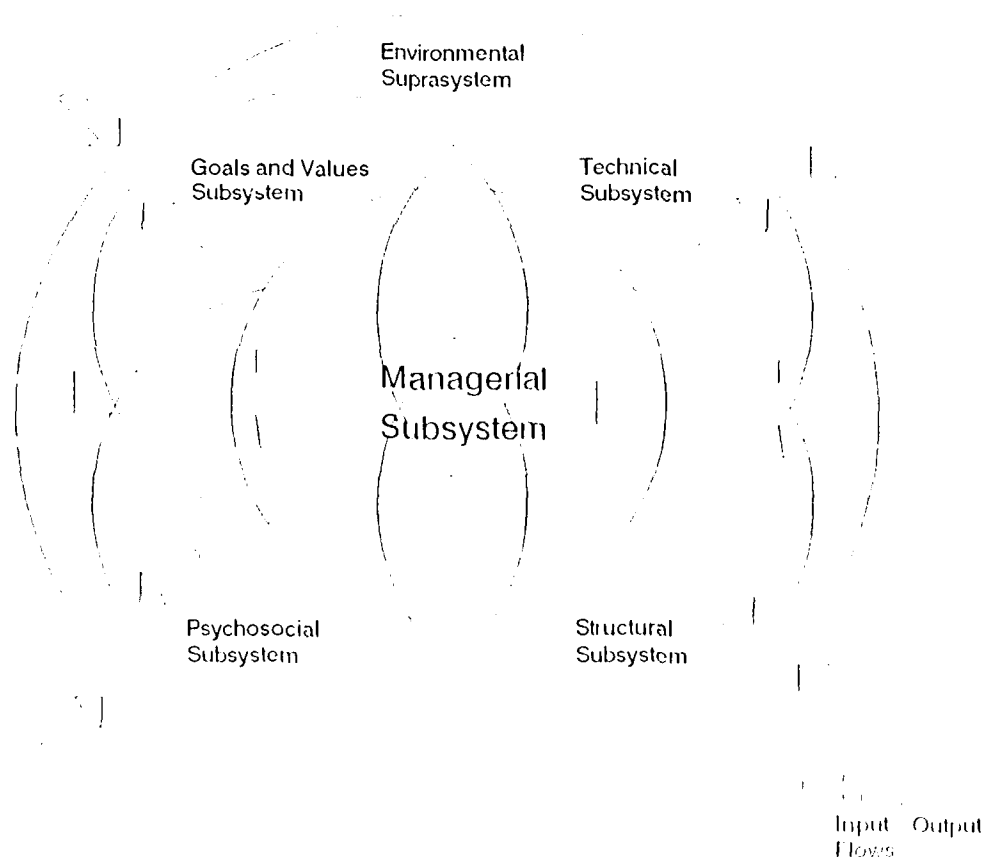 Environmental
Suprasystem
Goals and Values
Subsystem
Technical
Subsystem
Managerial
Subsystem
Psychosocial
Subsystem
Structural
Subsystem
Input Output
Flows